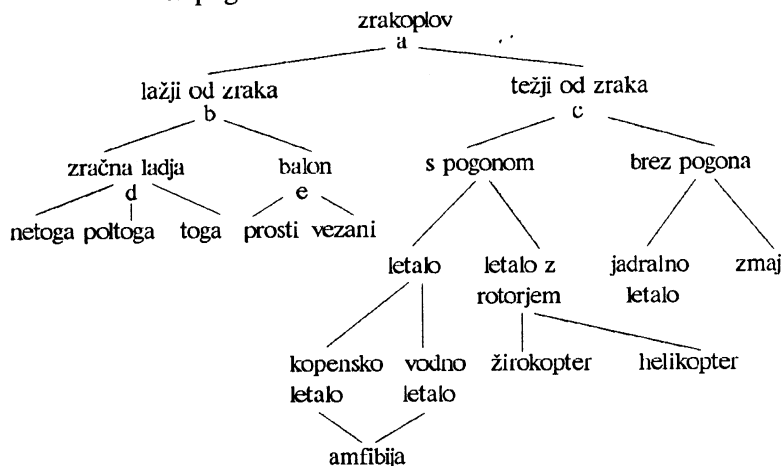 zrakoplov
a
lažji od zraka
b
težji od zraka
c
zračna ladja
d
balon
e
s pogonom
brez pogona
netoga poltoga toga prosti vezani
letalo
letalo z
rotorjem
jadralno
letalo
zmaj
kopensko
letalo
vodno
letalo
žirokopter
helikopter
amfibija